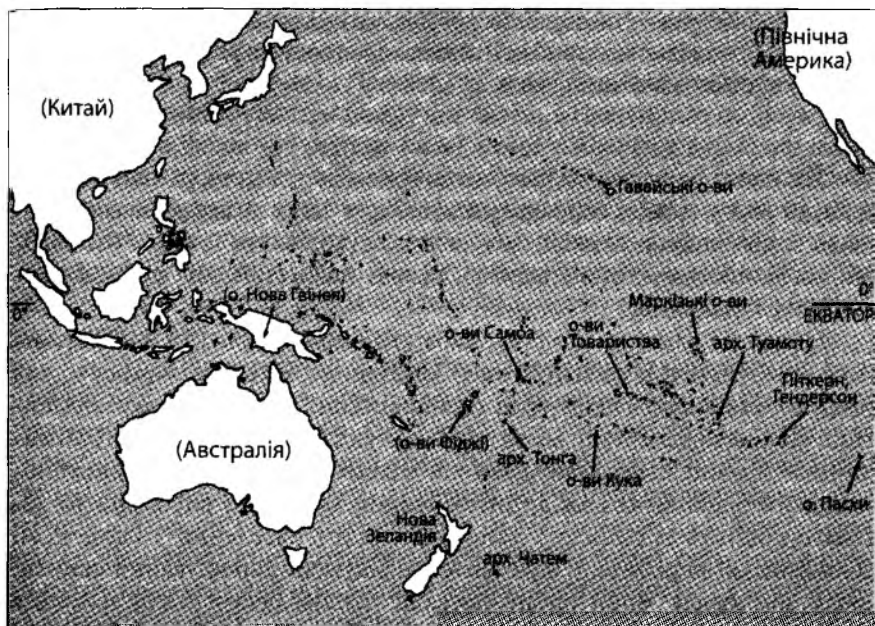 (Північна
Америка)
(Китай)
Гавайські о-ви
(о. Нова Гвінея)
Маркізькі о-ви
0°
0°
ЕКВАТОР
о-ви Самоа
о-ви
Товариства
арх. Туамоту
Піткерн,
Гендерсон
(о-ви Фіджі)
(Австралія)
арх. Тонга
о-ви Кука
о. Пасхи
Нова
Зеландія
арх. Чатем